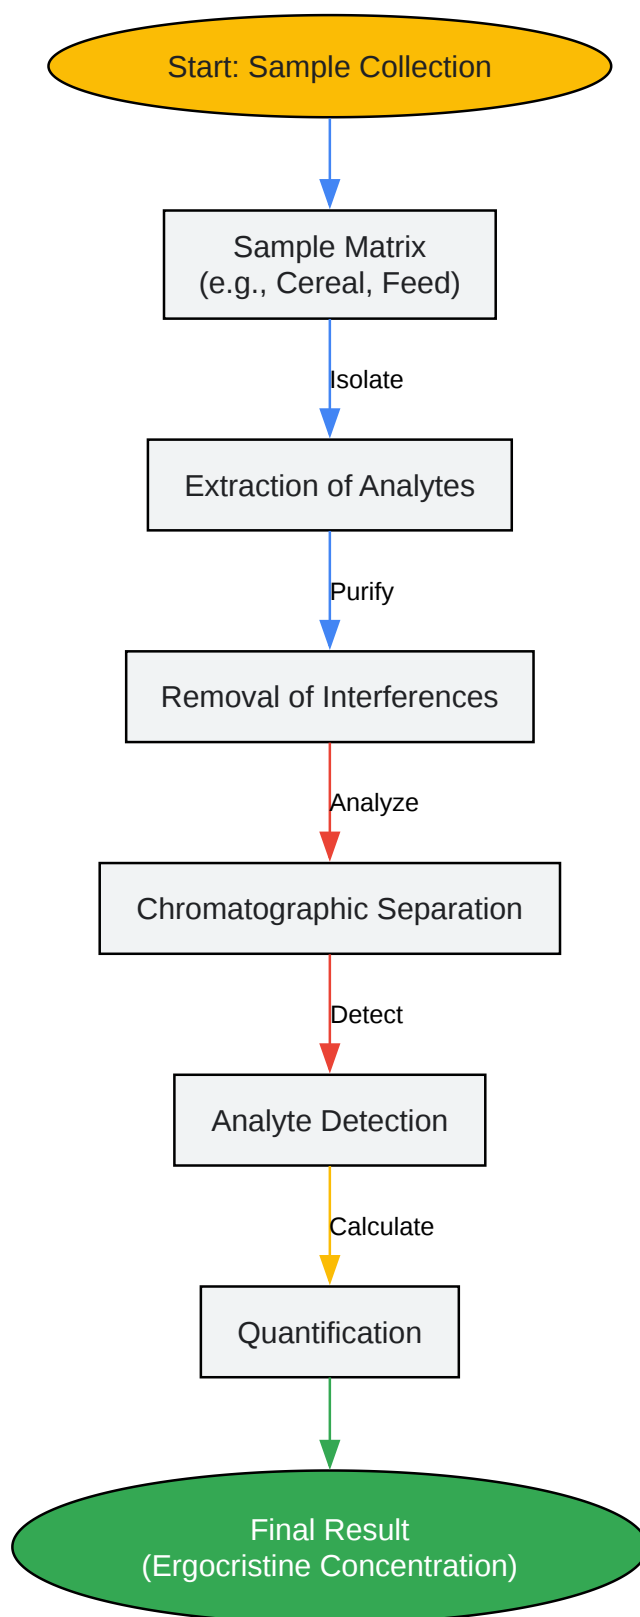 Start: Sample Collection
Sample Matrix
(e.g., Cereal, Feed)
Isolate
Extraction of Analytes
Purify
Removal of Interferences
Analyze
Chromatographic Separation
Detect
Analyte Detection
Calculate
Quantification
Final Result
(Ergocristine Concentration)